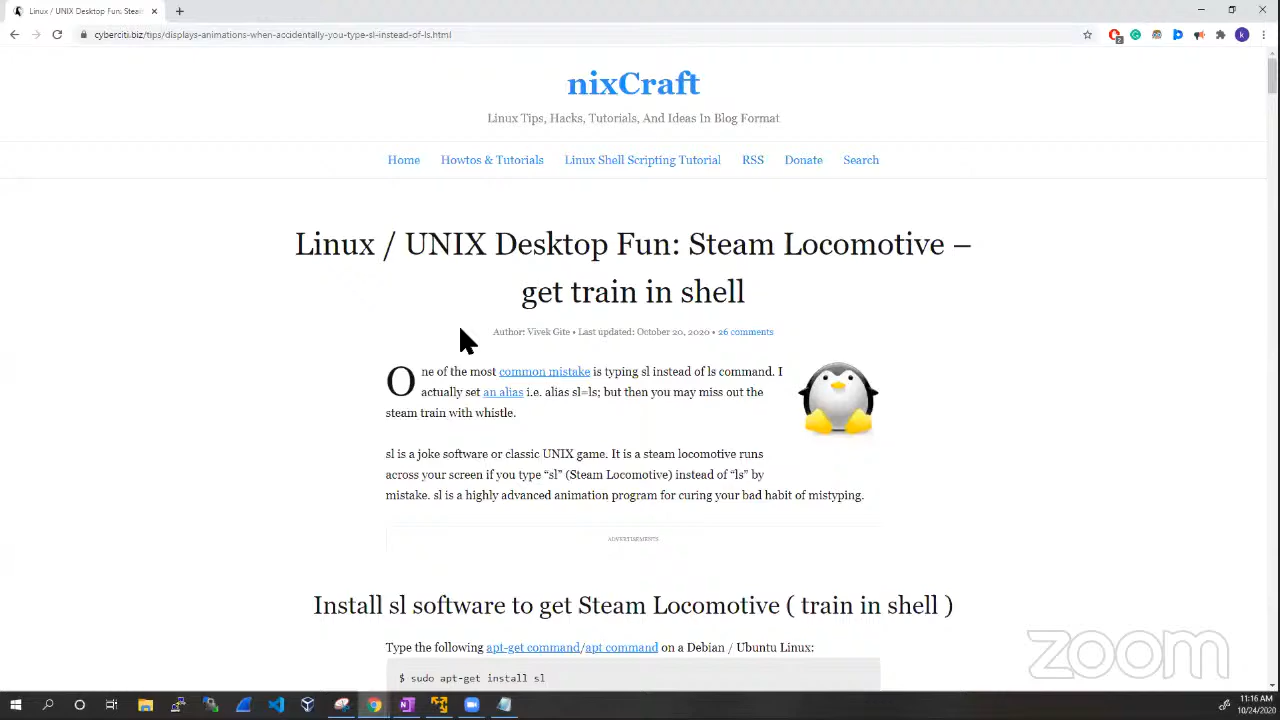 Linux / UNIX Desktop Fun: Steam
cyberciti.biz/tips/displays-animations-when-accidentally-you-type-sl-instead-of-ls.html
2
k
nixCraft
Linux Tips, Hacks, Tutorials, And Ideas In Blog Format
Home Howtos & Tutorials Linux Shell Scripting Tutorial RSS Donate Search
Linux / UNIX Desktop Fun: Steam Locomotive –
get train in shell
Author: Vivek Gite • Last updated: October 20, 2020 • 26 comments
One of the most common mistake is typing sl instead of ls command. I
actually set an alias i.e. alias sl=ls; but then you may miss out the
steam train with whistle.
sl is a joke software or classic UNIX game. It is a steam locomotive runs
across your screen if you type “sl” (Steam Locomotive) instead of “ls” by
mistake. sl is a highly advanced animation program for curing your bad habit of mistyping.
ADVERTISEMENTS
Install sl software to get Steam Locomotive ( train in shell )
Type the following apt-get command/apt command on a Debian / Ubuntu Linux:
$ sudo apt-get install sl
zoom
11:16 AM
10/24/2020